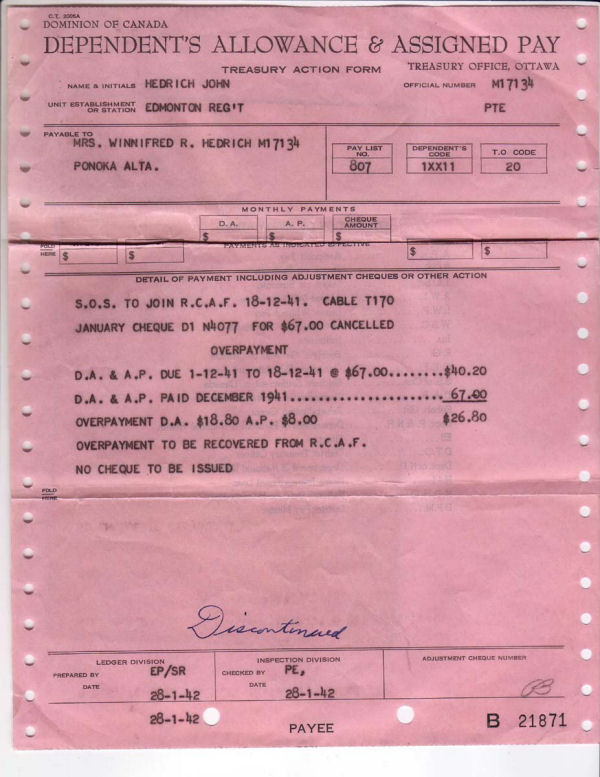 C.T. 2005A
DOMINION OF CANADA
DEPENDENT'S ALLOWANCE & ASSIGNED PAY
TREASURY ACTION FORM
TREASURY OFFICE, OTTAWA
NAME & INITIALS HEDRICH JOHN
OFFICIAL NUMBER M17134
UNIT ESTABLISHMENT OR STATION EDMONTON REG'T
PTE
PAYABLE TO
MRS. WINNIFRED R. HEDRICH M17134
PONOKA ALTA.
PAY LIST NO. 807
DEPENDENT'S CODE 1XX11
T.O CODE 20
MONTHLY PAYMENTS
D. A. A. P. CHEQUE AMOUNT
$ $ $
FOLD HERE
PAYMENTS AS INDICATED EFFECTIVE
$ $ $ $
DETAIL OF PAYMENT INCLUDING ADJUSTMENT CHEQUES OR OTHER ACTION
S.O.S. TO JOIN R.C.A.F. 18-12-41. CABLE T170
JANUARY CHEQUE D1 N4077 FOR $67.00 CANCELLED
OVERPAYMENT
D.A. & A.P. DUE 1-12-41 TO 18-12-41 @ $67.00........$40.20
D.A. & A.P. PAID DECEMBER 1941...................... 67.00
OVERPAYMENT D.A. $18.80 A.P. $8.00 $26.80
OVERPAYMENT TO BE RECOVERED FROM R.C.A.F.
NO CHEQUE TO BE ISSUED
FOLD HERE
Discontinued
LEDGER DIVISION
PREPARED BY EP/SR
DATE 28-1-42
INSPECTION DIVISION
CHECKED BY PE,
DATE 28-1-42
ADJUSTMENT CHEQUE NUMBER
28-1-42
PAYEE
B 21871